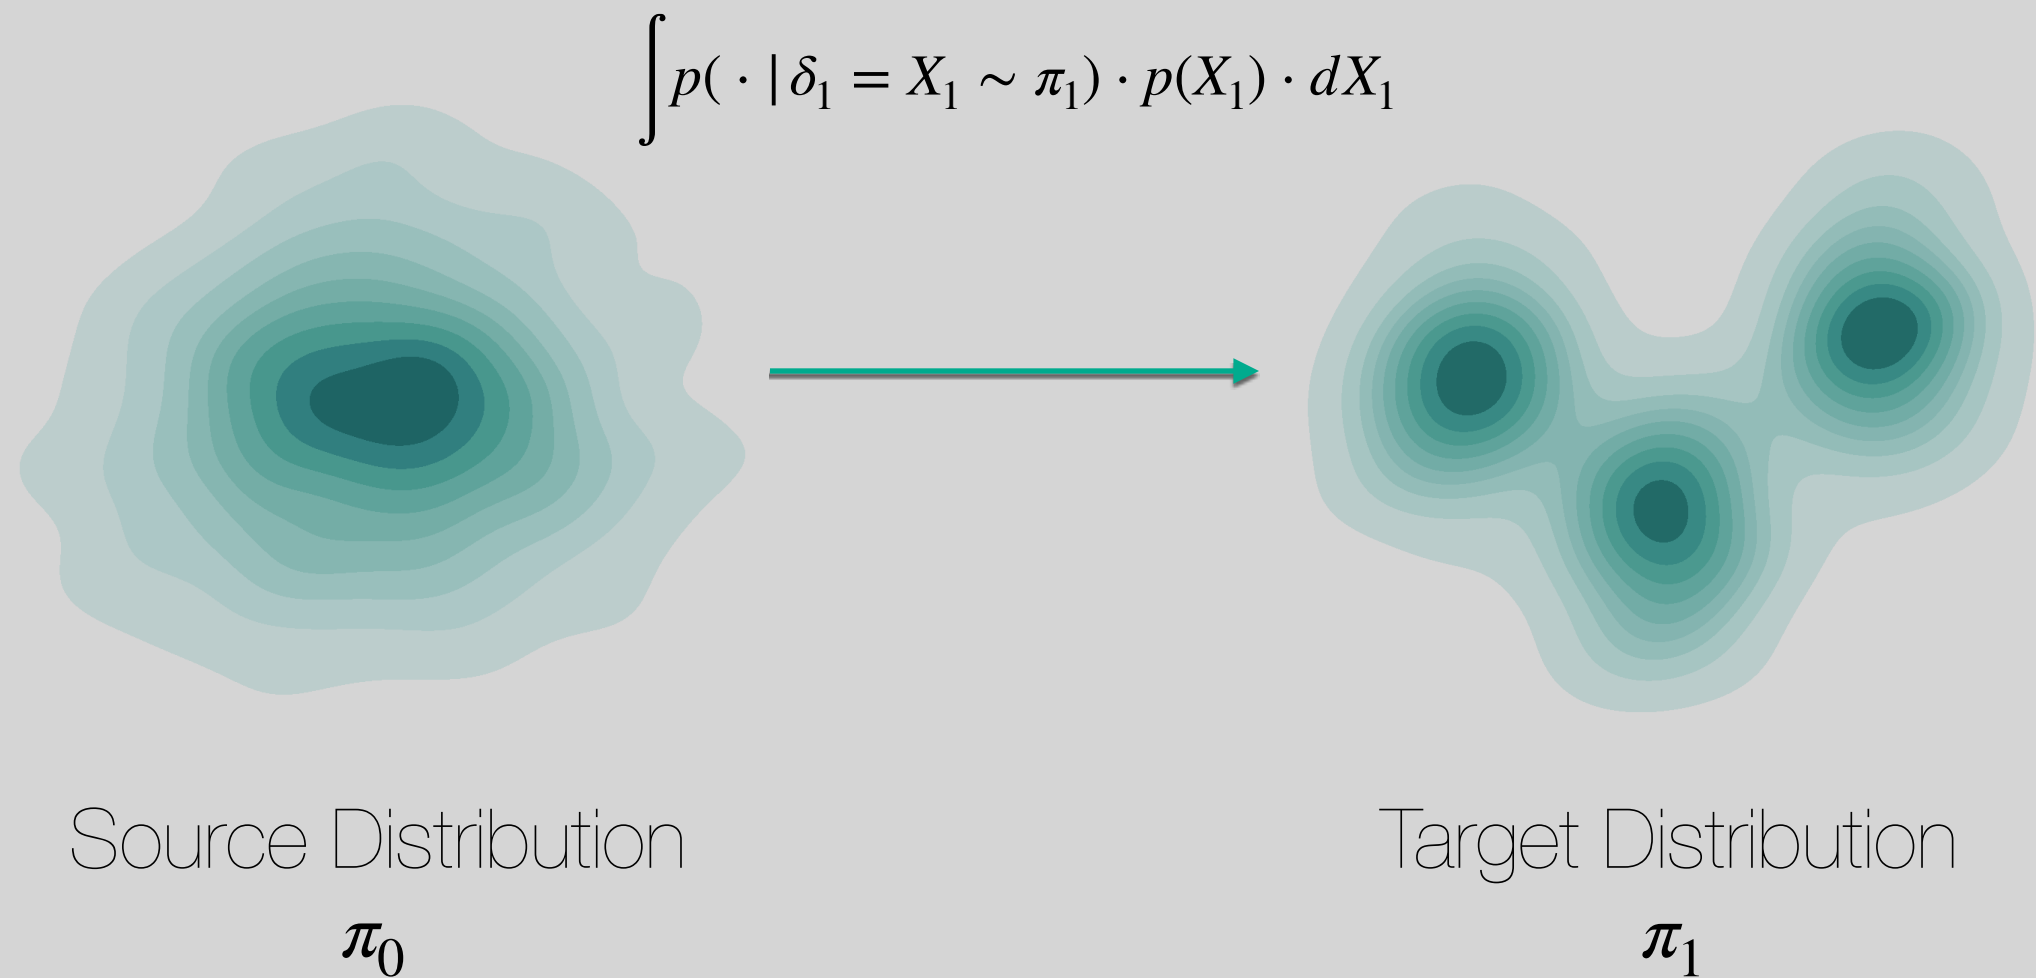 ∫p( · | δ₁ = X₁ ∼ π₁) · p(X₁) · dX₁
Source Distribution
π₀
Target Distribution
π₁